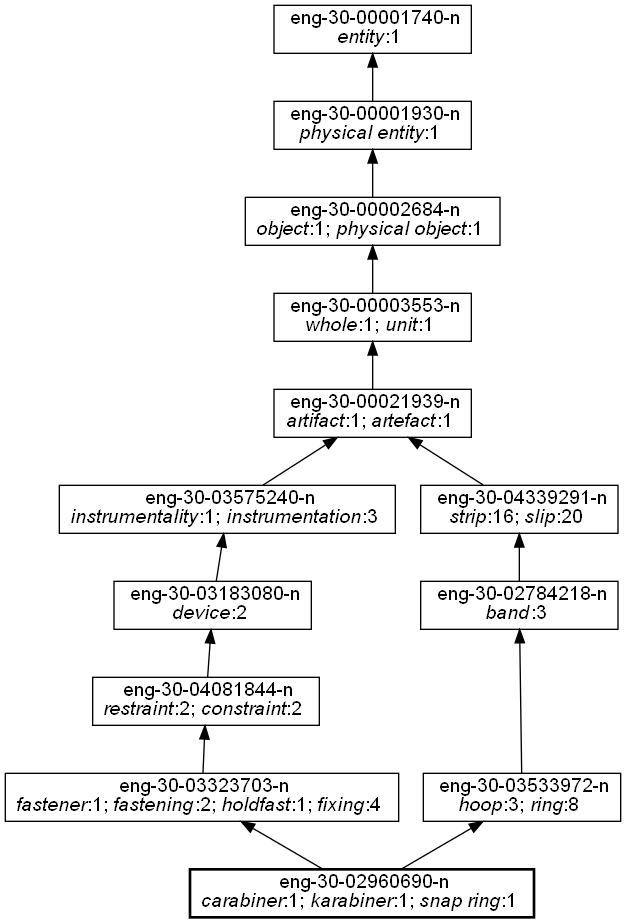 eng-30-00001740-n
entity:1
eng-30-00001930-n
physical entity:1
eng-30-00002684-n
object:1; physical object:1
eng-30-00003553-n
whole:1; unit:1
eng-30-00021939-n
artifact:1; artefact:1
eng-30-03575240-n
instrumentality:1; instrumentation:3
eng-30-04339291-n
strip:16; slip:20
eng-30-03183080-n
device:2
eng-30-02784218-n
band:3
eng-30-04081844-n
restraint:2; constraint:2
eng-30-03323703-n
fastener:1; fastening:2; holdfast:1; fixing:4
eng-30-03533972-n
hoop:3; ring:8
eng-30-02960690-n
carabiner:1; karabiner:1; snap ring:1